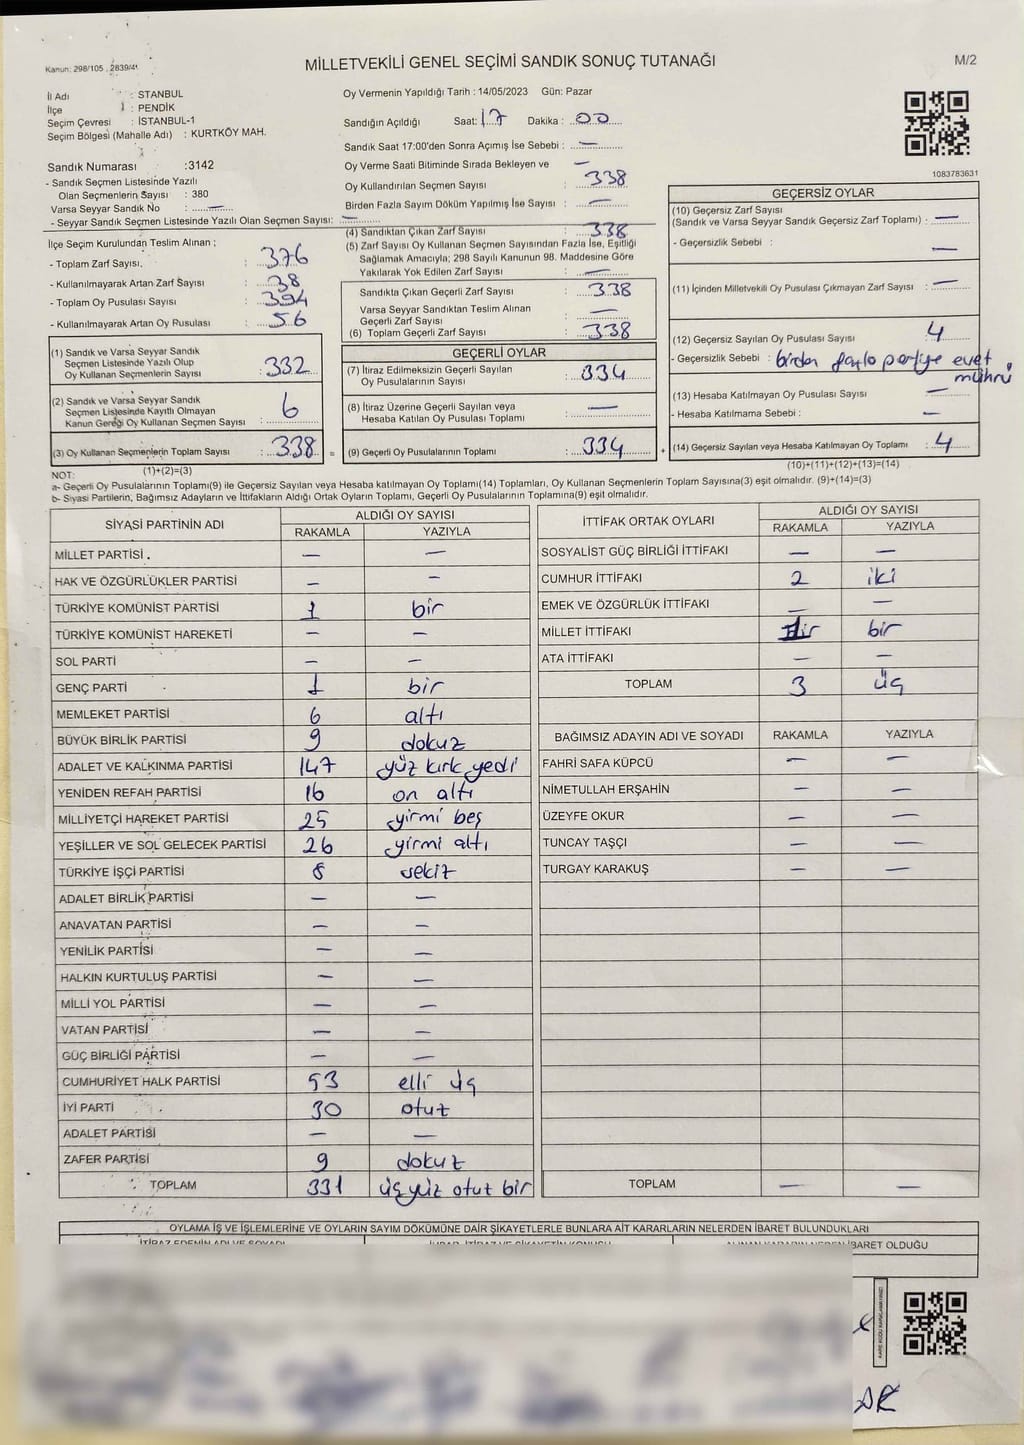 Kanun: 298/105 , 2839/41
MİLLETVEKİLİ GENEL SEÇİMİ SANDIK SONUÇ TUTANAĞI
M/2
İl Adı : STANBUL
İlçe : PENDİK
Seçim Çevresi : İSTANBUL-1
Seçim Bölgesi (Mahalle Adı) : KURTKÖY MAH.
Sandık Numarası :3142
- Sandık Seçmen Listesinde Yazılı
Olan Seçmenlerin Sayısı : 380
Varsa Seyyar Sandık No : —
- Seyyar Sandık Seçmen Listesinde Yazılı Olan Seçmen Sayısı: —
Oy Vermenin Yapıldığı Tarih : 14/05/2023 Gün: Pazar
Sandığın Açıldığı Saat: 17 Dakika : 00
Sandık Saat 17:00'den Sonra Açımış İse Sebebi : —
Oy Verme Saati Bitiminde Sırada Bekleyen ve —
Oy Kullandırılan Seçmen Sayısı : 338
Birden Fazla Sayım Döküm Yapılmış İse Sayısı : —
1083783631
İlçe Seçim Kurulundan Teslim Alınan ;
- Toplam Zarf Sayısı. : 376
- Kullanılmayarak Artan Zarf Sayısı : 38
- Toplam Oy Pusulası Sayısı : 394
- Kullanılmayarak Artan Oy Pusulası : 56
(4) Sandıktan Çıkan Zarf Sayısı : 338
(5) Zarf Sayısı Oy Kullanan Seçmen Sayısından Fazla İse, Eşitliği
Sağlamak Amacıyla; 298 Sayılı Kanunun 98. Maddesine Göre
Yakılarak Yok Edilen Zarf Sayısı : —
Sandıkta Çıkan Geçerli Zarf Sayısı : 338
Varsa Seyyar Sandıktan Teslim Alınan
Geçerli Zarf Sayısı : —
(6) Toplam Geçerli Zarf Sayısı : 338
GEÇERSİZ OYLAR
(10) Geçersiz Zarf Sayısı
(Sandık ve Varsa Seyyar Sandık Geçersiz Zarf Toplamı) : —
- Geçersizlik Sebebi : —
(11) İçinden Milletvekili Oy Pusulası Çıkmayan Zarf Sayısı : —
(12) Geçersiz Sayılan Oy Pusulası Sayısı : 4
- Geçersizlik Sebebi : birden fazla partiye evet
mührü
(13) Hesaba Katılmayan Oy Pusulası Sayısı : —
- Hesaba Katılmama Sebebi : —
(14) Geçersiz Sayılan veya Hesaba Katılmayan Oy Toplamı : 4
(10)+(11)+(12)+(13)=(14)
(1) Sandık ve Varsa Seyyar Sandık
Seçmen Listesinde Yazılı Olup
Oy Kullanan Seçmenlerin Sayısı : 332
(2) Sandık ve Varsa Seyyar Sandık
Seçmen Listesinde Kayıtlı Olmayan
Kanun Gereği Oy Kullanan Seçmen Sayısı : 6
(3) Oy Kullanan Seçmenlerin Toplam Sayısı : 338 =
(1)+(2)=(3)
GEÇERLİ OYLAR
(7) İtiraz Edilmeksizin Geçerli Sayılan
Oy Pusulalarının Sayısı : 334
(8) İtiraz Üzerine Geçerli Sayılan veya
Hesaba Katılan Oy Pusulası Toplamı : —
(9) Geçerli Oy Pusulalarının Toplamı : 334 +
NOT:
a- Geçerli Oy Pusulalarının Toplamı(9) ile Geçersiz Sayılan veya Hesaba katılmayan Oy Toplamı(14) Toplamları, Oy Kullanan Seçmenlerin Toplam Sayısına(3) eşit olmalıdır. (9)+(14)=(3)
b- Siyasi Partilerin, Bağımsız Adayların ve İttifakların Aldığı Ortak Oyların Toplamı, Geçerli Oy Pusulalarının Toplamına(9) eşit olmalıdır.
SİYASİ PARTİNİN ADI ALDIĞI OY SAYISI
RAKAMLA YAZIYLA
MİLLET PARTİSİ — —
HAK VE ÖZGÜRLÜKLER PARTİSİ — —
TÜRKİYE KOMÜNİST PARTİSİ 1 bir
TÜRKİYE KOMÜNİST HAREKETİ — —
SOL PARTİ — —
GENÇ PARTİ 1 bir
MEMLEKET PARTİSİ 6 altı
BÜYÜK BİRLİK PARTİSİ 9 dokuz
ADALET VE KALKINMA PARTİSİ 147 yüz kırk yedi
YENİDEN REFAH PARTİSİ 16 on altı
MİLLİYETÇİ HAREKET PARTİSİ 25 yirmi beş
YEŞİLLER VE SOL GELECEK PARTİSİ 26 yirmi altı
TÜRKİYE İŞÇİ PARTİSİ 8 sekiz
ADALET BİRLİK PARTİSİ — —
ANAVATAN PARTİSİ — —
YENİLİK PARTİSİ — —
HALKIN KURTULUŞ PARTİSİ — —
MİLLİ YOL PARTİSİ — —
VATAN PARTİSİ — —
GÜÇ BİRLİĞİ PARTİSİ — —
CUMHURİYET HALK PARTİSİ 53 elli üç
İYİ PARTİ 30 otuz
ADALET PARTİSİ — —
ZAFER PARTİSİ 9 dokuz
TOPLAM 331 üçyüz otuz bir
İTTİFAK ORTAK OYLARI ALDIĞI OY SAYISI
RAKAMLA YAZIYLA
SOSYALİST GÜÇ BİRLİĞİ İTTİFAKI — —
CUMHUR İTTİFAKI 2 iki
EMEK VE ÖZGÜRLÜK İTTİFAKI — —
MİLLET İTTİFAKI bir
ATA İTTİFAKI — —
TOPLAM 3 üç
BAĞIMSIZ ADAYIN ADI VE SOYADI RAKAMLA YAZIYLA
FAHRİ SAFA KÜPCÜ — —
NİMETULLAH ERŞAHİN — —
ÜZEYFE OKUR — —
TUNCAY TAŞÇI — —
TURGAY KARAKUŞ — —
TOPLAM — —
OYLAMA İŞ VE İŞLEMLERİNE VE OYLARIN SAYIM DÖKÜMÜNE DAİR ŞİKAYETLERLE BUNLARA AİT KARARLARIN NELERDEN İBARET BULUNDUKLARI
İTİRAZ EDENİN ADI VE SOYADI
İBARET OLDUĞU